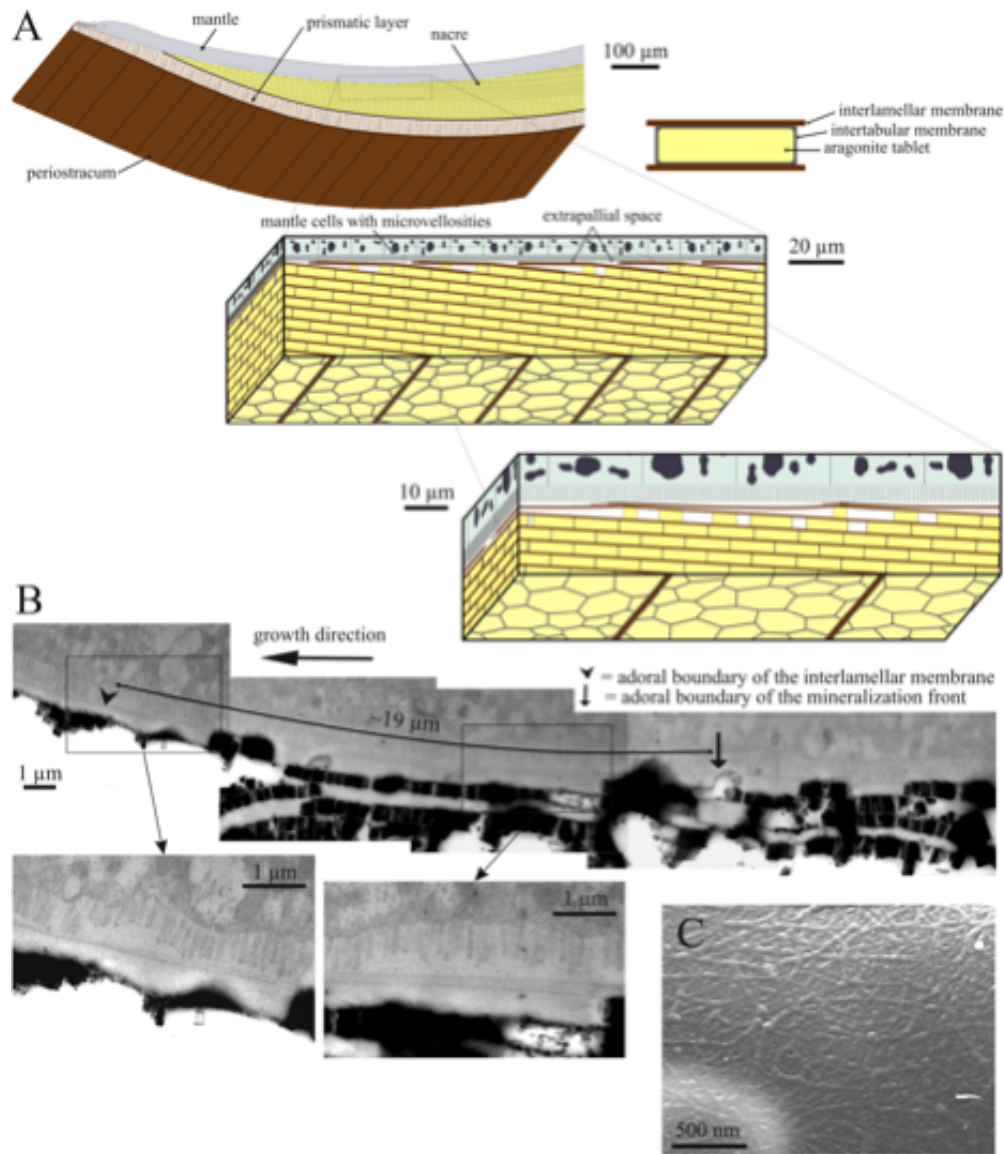 A
mantle
prismatic layer
nacre
100 µm
interlamellar membrane
intertabular membrane
aragonite tablet
periostracum
mantle cells with microvellosities
extrapallial space
20 µm
10 µm
B
growth direction
= adoral boundary of the interlamellar membrane
= adoral boundary of the mineralization front
~19 µm
1 µm
1 µm
1 µm
C
500 nm